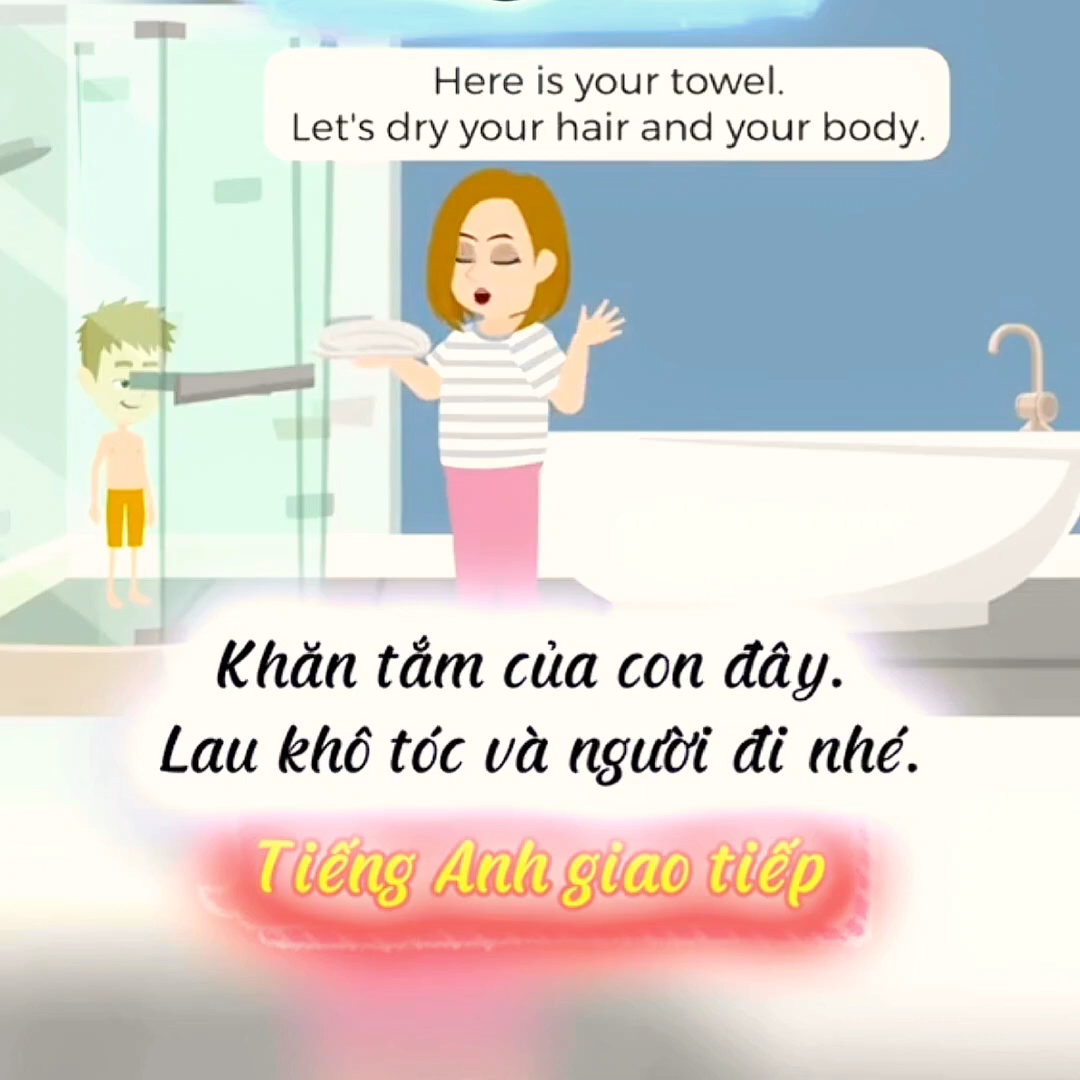 Here is your towel.
Let's dry your hair and your body.
Khăn tắm của con đây.
Lau khô tóc và người đi nhé.
Tiếng Anh giao tiếp